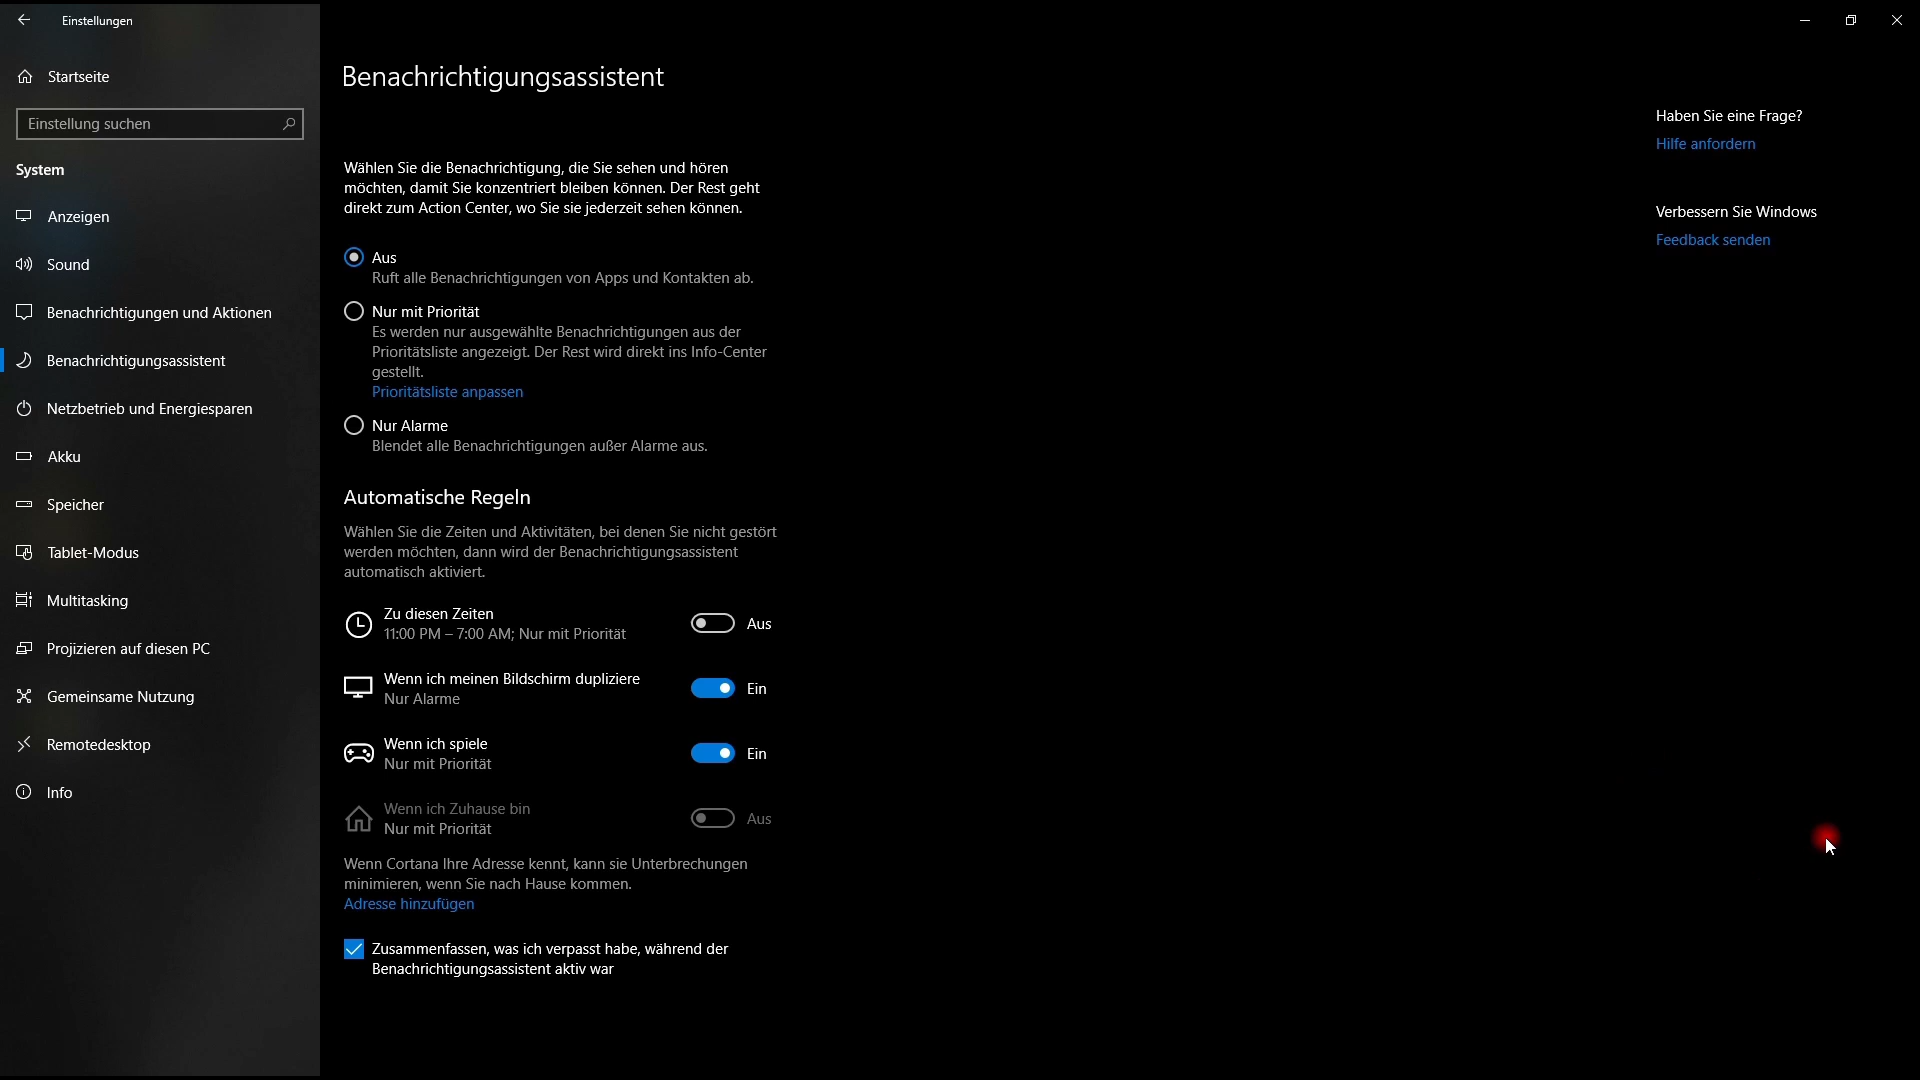 Einstellungen
Startseite
Einstellung suchen
System
Anzeigen
Sound
Benachrichtigungen und Aktionen
Benachrichtigungsassistent
Netzbetrieb und Energiesparen
Akku
Speicher
Tablet-Modus
Multitasking
Projizieren auf diesen PC
Gemeinsame Nutzung
Remotedesktop
Info
Benachrichtigungsassistent
Wählen Sie die Benachrichtigung, die Sie sehen und hören
möchten, damit Sie konzentriert bleiben können. Der Rest geht
direkt zum Action Center, wo Sie sie jederzeit sehen können.
Aus
Ruft alle Benachrichtigungen von Apps und Kontakten ab.
Nur mit Priorität
Es werden nur ausgewählte Benachrichtigungen aus der
Prioritätsliste angezeigt. Der Rest wird direkt ins Info-Center
gestellt.
Prioritätsliste anpassen
Nur Alarme
Blendet alle Benachrichtigungen außer Alarme aus.
Automatische Regeln
Wählen Sie die Zeiten und Aktivitäten, bei denen Sie nicht gestört
werden möchten, dann wird der Benachrichtigungsassistent
automatisch aktiviert.
Zu diesen Zeiten
11:00 PM – 7:00 AM; Nur mit Priorität
Aus
Wenn ich meinen Bildschirm dupliziere
Nur Alarme
Ein
Wenn ich spiele
Nur mit Priorität
Ein
Wenn ich Zuhause bin
Nur mit Priorität
Aus
Wenn Cortana Ihre Adresse kennt, kann sie Unterbrechungen
minimieren, wenn Sie nach Hause kommen.
Adresse hinzufügen
Zusammenfassen, was ich verpasst habe, während der
Benachrichtigungsassistent aktiv war
Haben Sie eine Frage?
Hilfe anfordern
Verbessern Sie Windows
Feedback senden